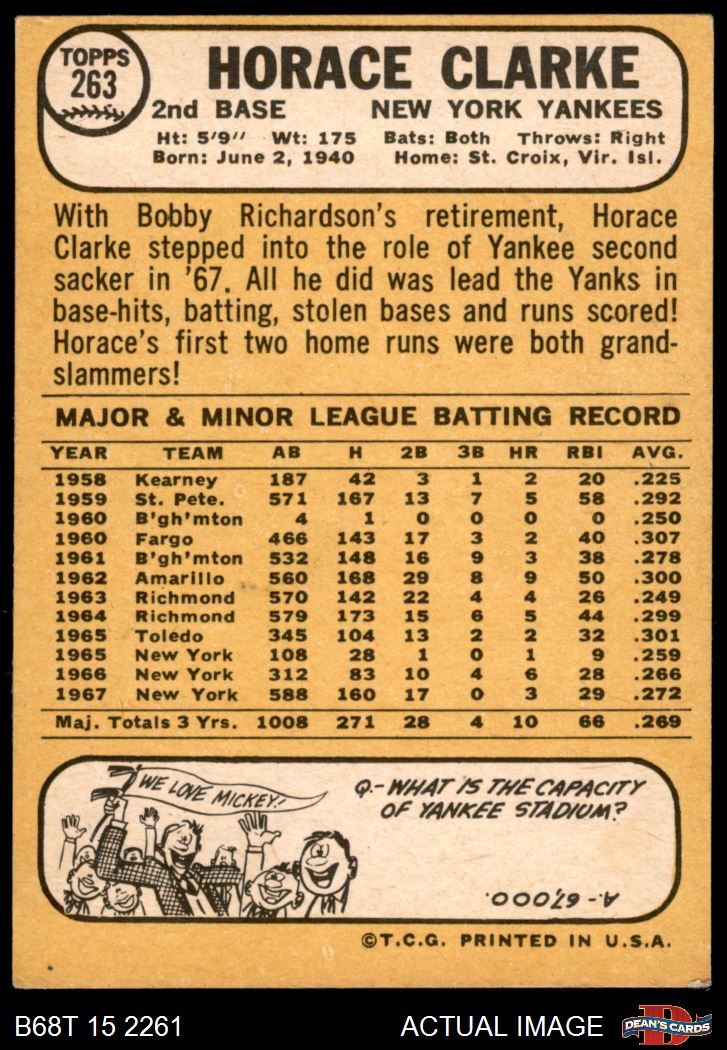 TOPPS
263
HORACE CLARKE
2nd BASE NEW YORK YANKEES
Ht: 5'9" Wt: 175 Bats: Both Throws: Right
Born: June 2, 1940 Home: St. Croix, Vir. Isl.
With Bobby Richardson's retirement, Horace
Clarke stepped into the role of Yankee second
sacker in '67. All he did was lead the Yanks in
base-hits, batting, stolen bases and runs scored!
Horace's first two home runs were both grand-
slammers!
MAJOR & MINOR LEAGUE BATTING RECORD
YEAR TEAM AB H 2B 3B HR RBI AVG.
1958 Kearney 187 42 3 1 2 20 .225
1959 St. Pete. 571 167 13 7 5 58 .292
1960 B'gh'mton 4 1 0 0 0 0 .250
1960 Fargo 466 143 17 3 2 40 .307
1961 B'gh'mton 532 148 16 9 3 38 .278
1962 Amarillo 560 168 29 8 9 50 .300
1963 Richmond 570 142 22 4 4 26 .249
1964 Richmond 579 173 15 6 5 44 .299
1965 Toledo 345 104 13 2 2 32 .301
1965 New York 108 28 1 0 1 9 .259
1966 New York 312 83 10 4 6 28 .266
1967 New York 588 160 17 0 3 29 .272
Maj. Totals 3 Yrs. 1008 271 28 4 10 66 .269
WE LOVE MICKEY!
Q.-WHAT IS THE CAPACITY
OF YANKEE STADIUM?
A.-67,000.
©T.C.G. PRINTED IN U.S.A.
B68T 15 2261 ACTUAL IMAGE
D
DEAN'S CARDS